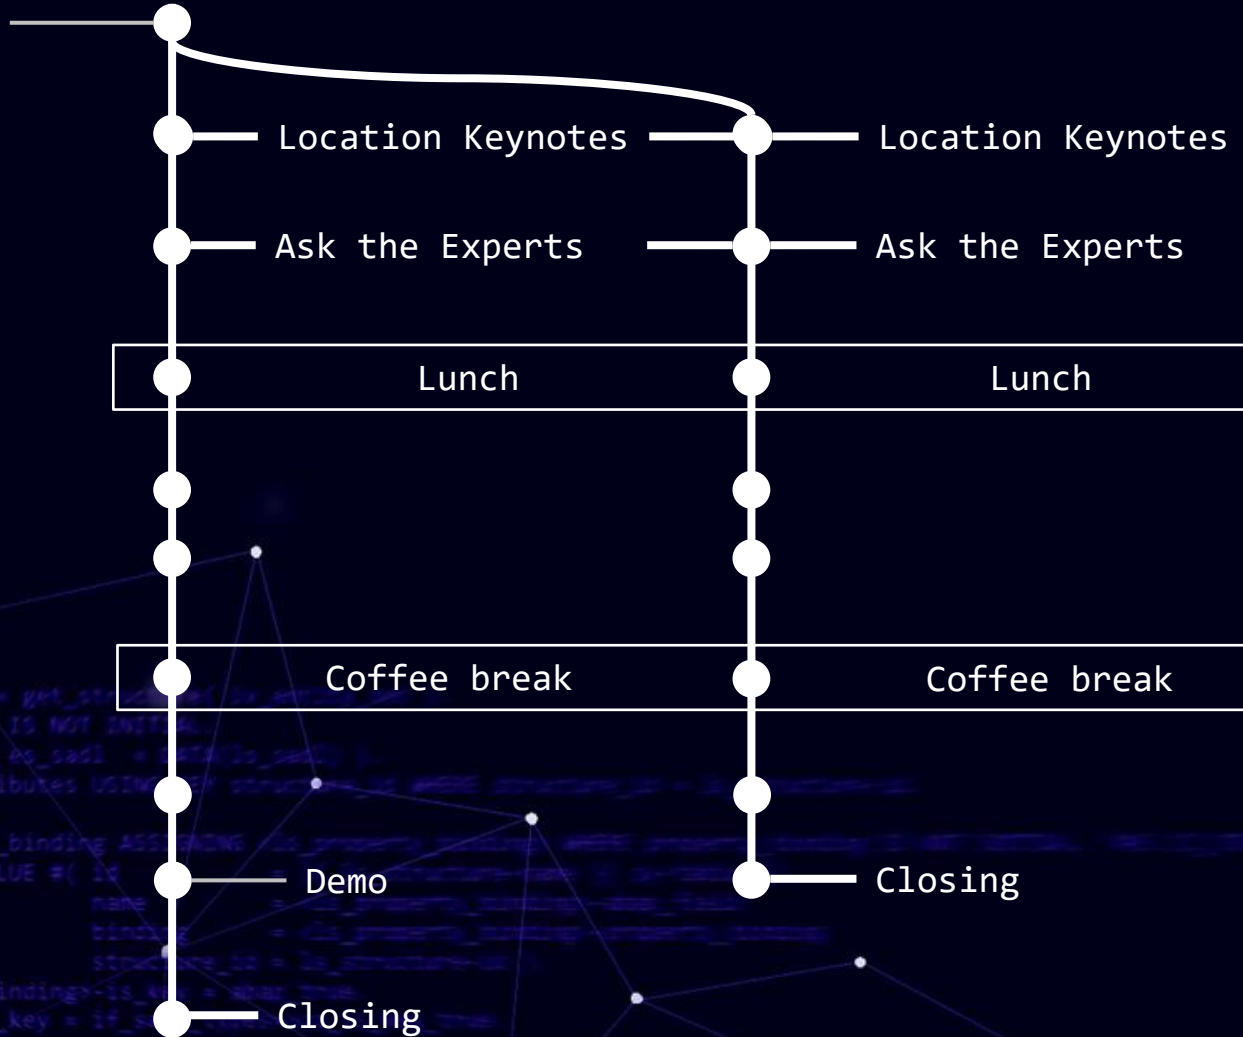 Location Keynotes
Location Keynotes
Ask the Experts
Ask the Experts
Lunch
Lunch
Coffee break
Coffee break
Demo
Closing
Closing